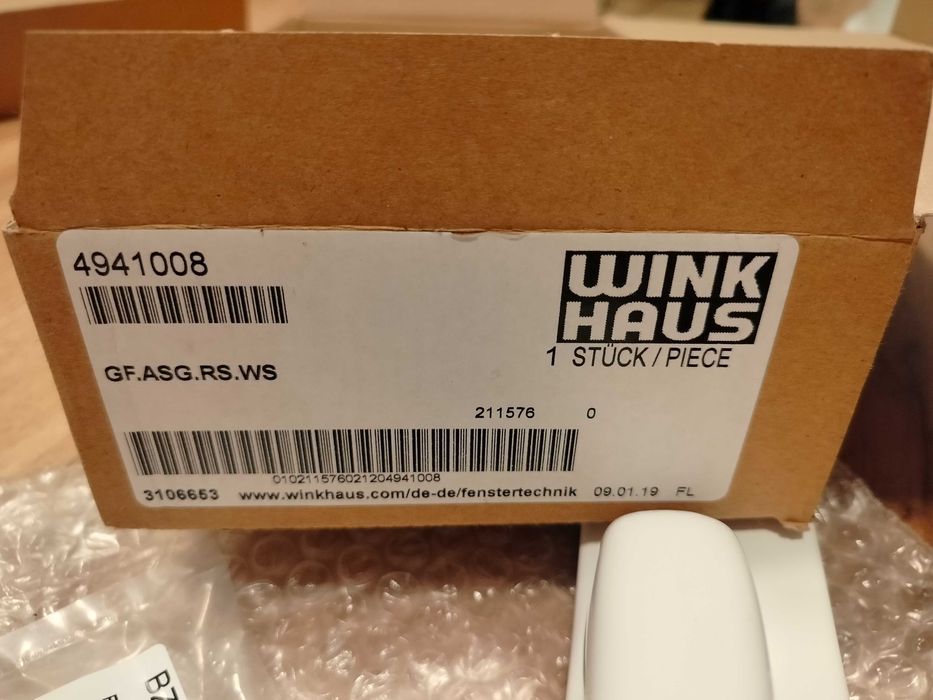 4941008
WINK
HAUS
1 STÜCK / PIECE
GF.ASG.RS.WS
211576 0
010211576021204941008
3106653 www.winkhaus.com/de-de/fenstertechnik 09.01.19 FL